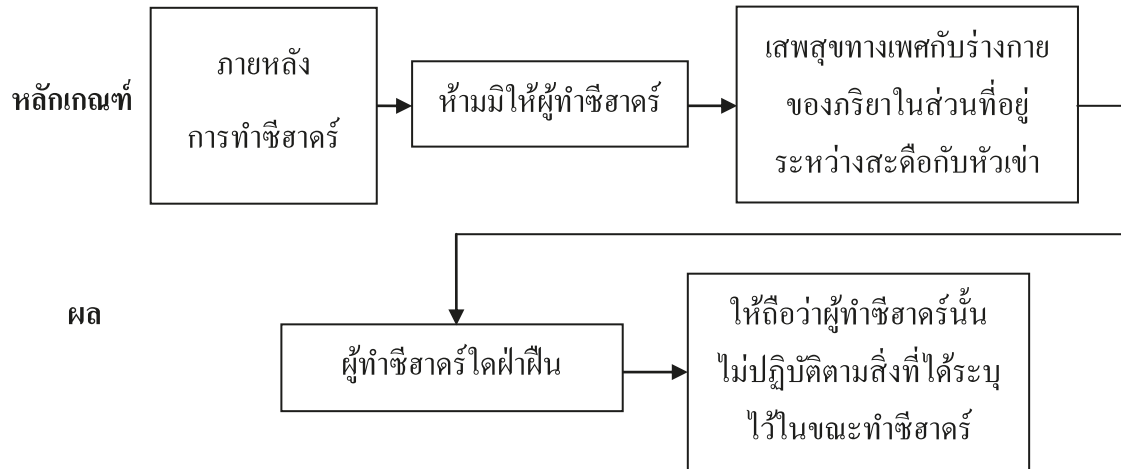 หลักเกณฑ์
ภายหลัง
การทำซีฮาดร์
ห้ามมิให้ผู้ทำซีฮาดร์
เสพสุขทางเพศกับร่างกาย
ของภริยาในส่วนที่อยู่
ระหว่างสะดือกับหัวเข่า
ผล
ผู้ทำซีฮาดร์ใดฝ่าฝืน
ให้ถือว่าผู้ทำซีฮาดร์นั้น
ไม่ปฏิบัติตามสิ่งที่ได้ระบุ
ไว้ในขณะทำซีฮาดร์